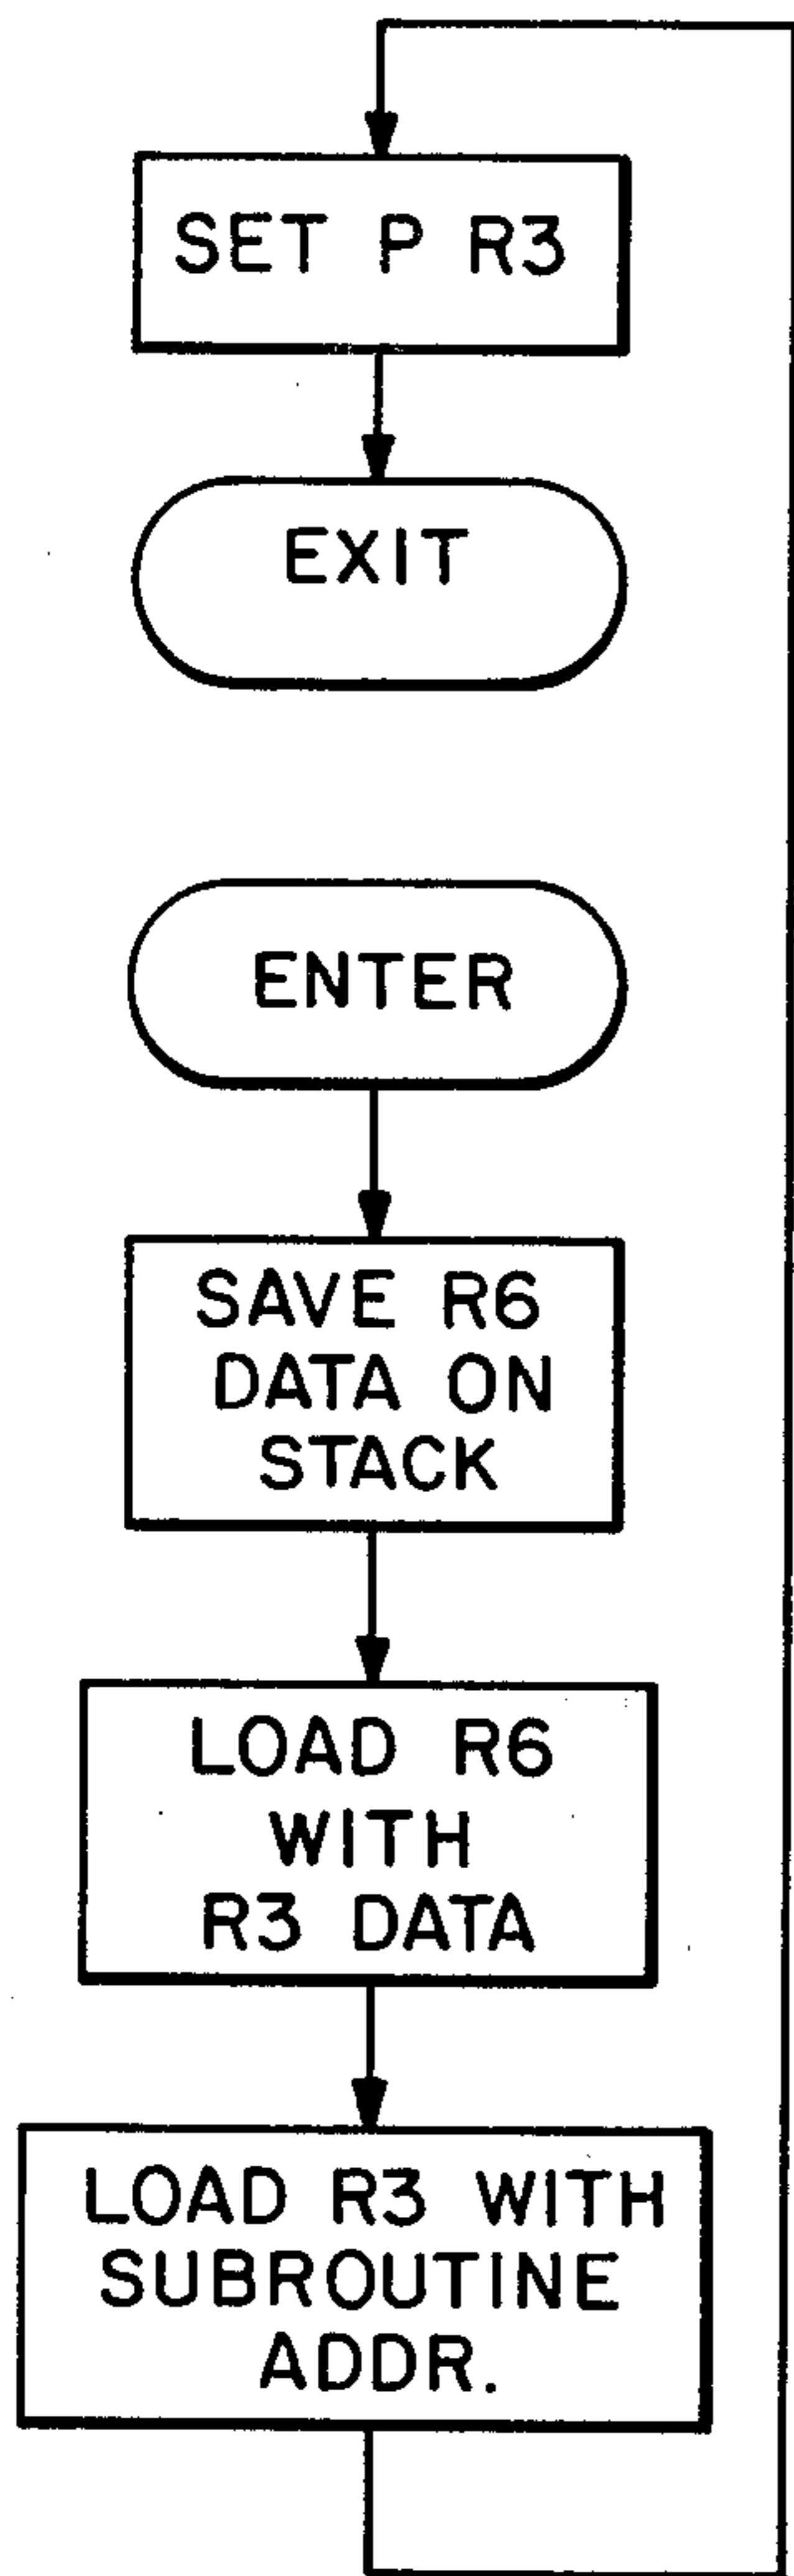 SET P R3
EXIT
ENTER
SAVE R6
DATA ON
STACK
LOAD R6
WITH
R3 DATA
LOAD R3 WITH
SUBROUTINE
ADDR.